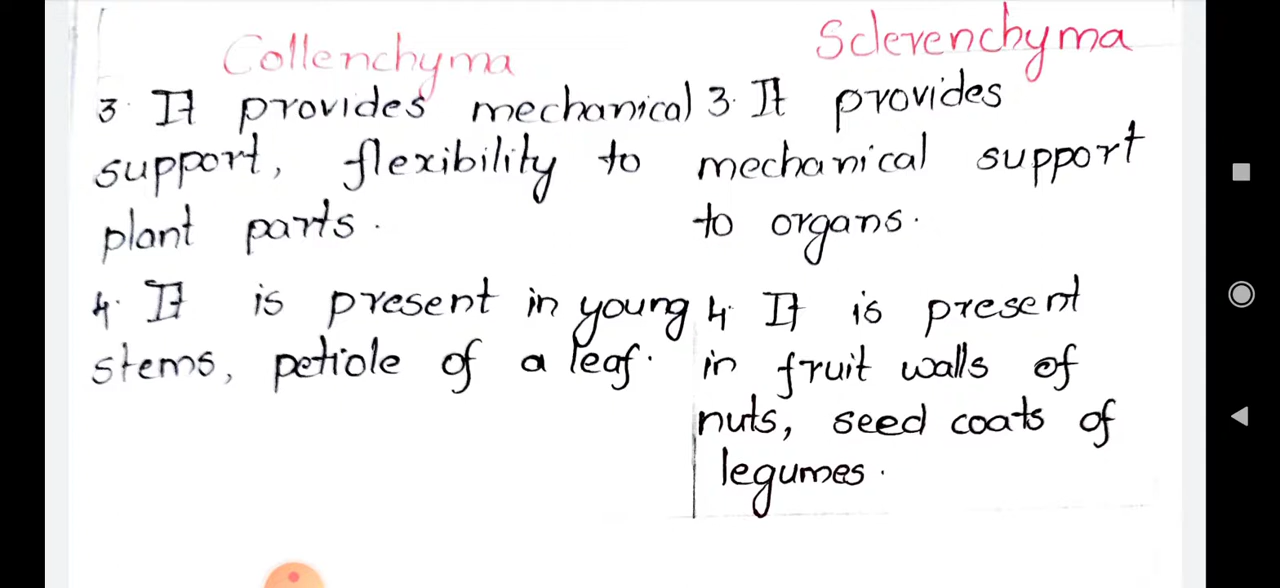 Collenchyma
Sclerenchyma
3. It provides mechanical
support, flexibility to
plant parts.
4. It is present in young
stems, petiole of a leaf.
3. It provides
mechanical support
to organs.
4. It is present
in fruit walls of
nuts, seed coats of
legumes.